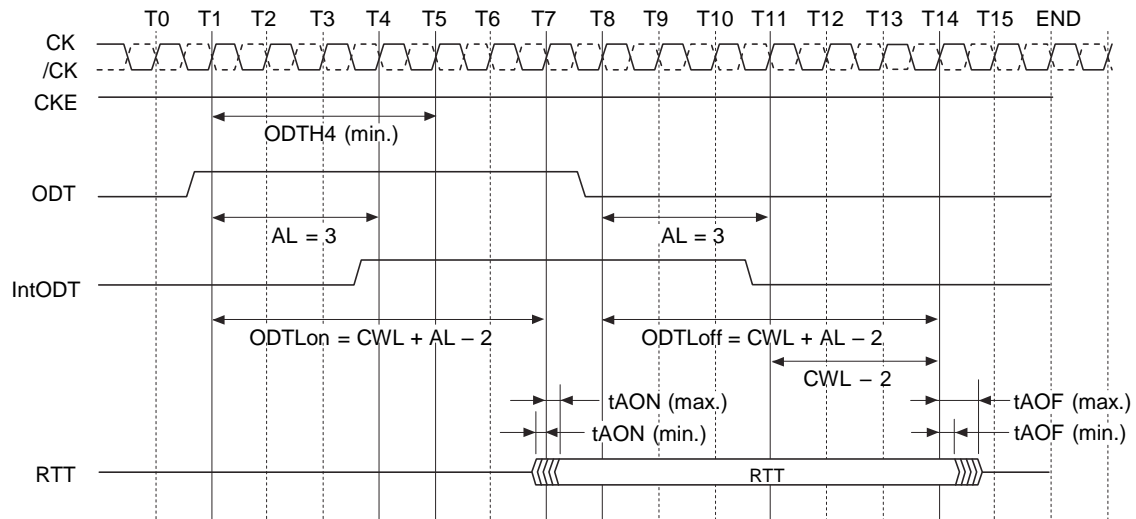 T0 T1 T2 T3 T4 T5 T6 T7 T8 T9 T10 T11 T12 T13 T14 T15 END
CK
/CK
CKE
ODTH4 (min.)
ODT
AL = 3 AL = 3
IntODT
ODTLon = CWL + AL – 2 ODTLoff = CWL + AL – 2
CWL – 2
tAON (max.) tAOF (max.)
tAON (min.) tAOF (min.)
RTT RTT